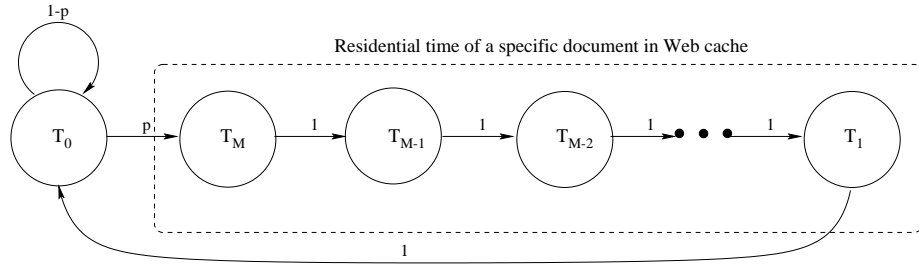 1-p
Residential time of a specific document in Web cache
T0 p TM 1 TM-1 1 TM-2 1 1 T1
1